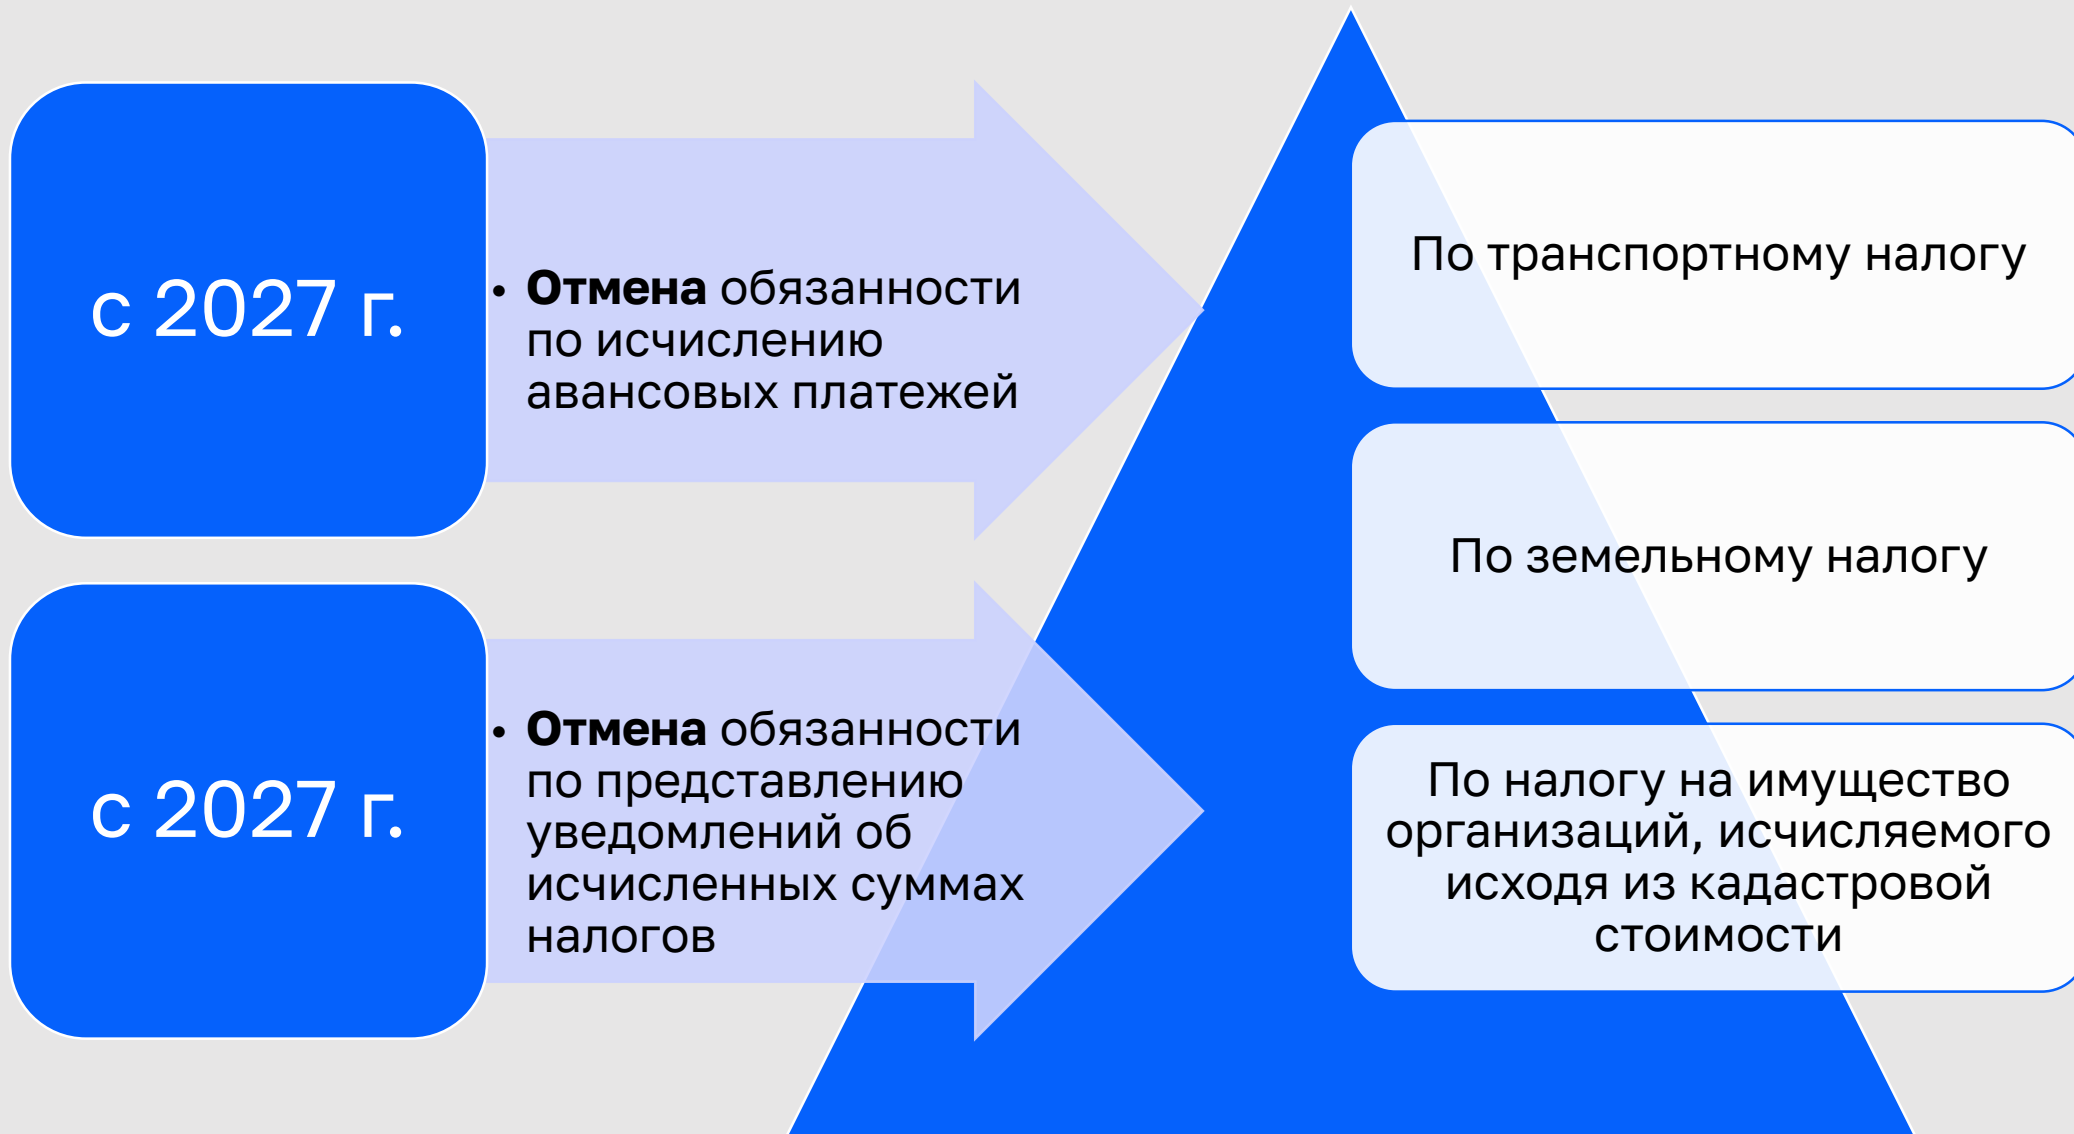 с 2027 г.
• Отмена обязанности
по исчислению
авансовых платежей
с 2027 г.
• Отмена обязанности
по представлению
уведомлений об
исчисленных суммах
налогов
По транспортному налогу
По земельному налогу
По налогу на имущество
организаций, исчисляемого
исходя из кадастровой
стоимости